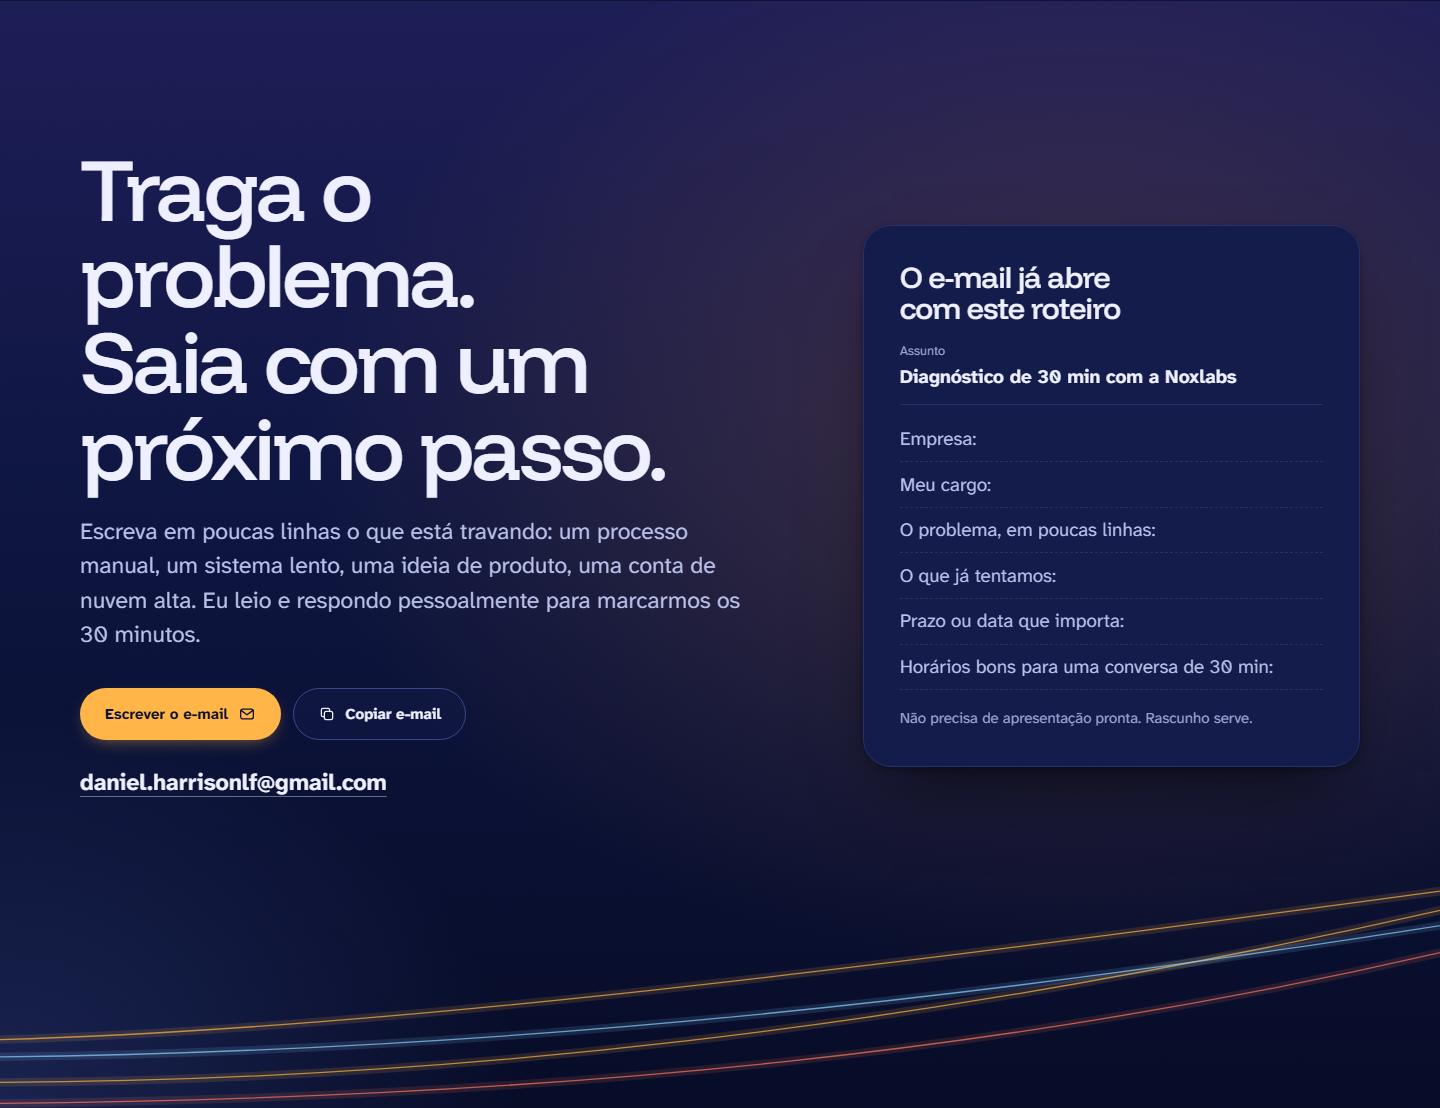 Traga o
problema.
Saia com um
próximo passo.
Escreva em poucas linhas o que está travando: um processo
manual, um sistema lento, uma ideia de produto, uma conta de
nuvem alta. Eu leio e respondo pessoalmente para marcarmos os
30 minutos.
Escrever o e-mail
Copiar e-mail
daniel.harrisonlf@gmail.com
O e-mail já abre
com este roteiro
Assunto
Diagnóstico de 30 min com a Noxlabs
Empresa:
Meu cargo:
O problema, em poucas linhas:
O que já tentamos:
Prazo ou data que importa:
Horários bons para uma conversa de 30 min:
Não precisa de apresentação pronta. Rascunho serve.